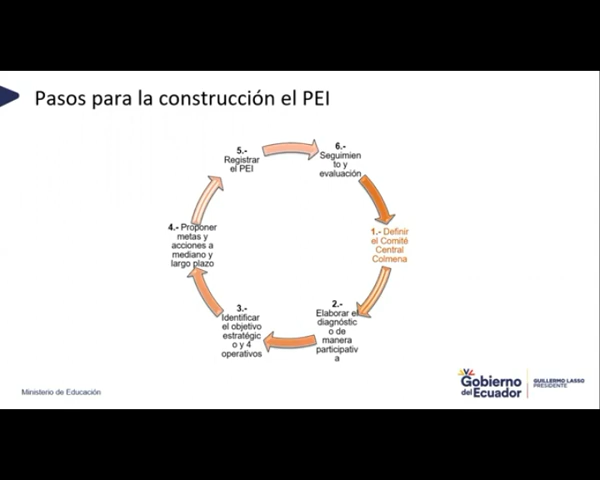 Pasos para la construcción el PEI
5.-
Registrar
el PEI
6.-
Seguimien
to y
evaluación
1.- Definir
el Comité
Central
Colmena
2.-
Elaborar el
diagnóstic
o de
manera
participativ
a
3.-
Identificar
el objetivo
estratégic
o y 4
operativos
4.- Proponer
metas y
acciones a
mediano y
largo plazo
Ministerio de Educación
Gobierno
del Ecuador
GUILLERMO LASSO
PRESIDENTE